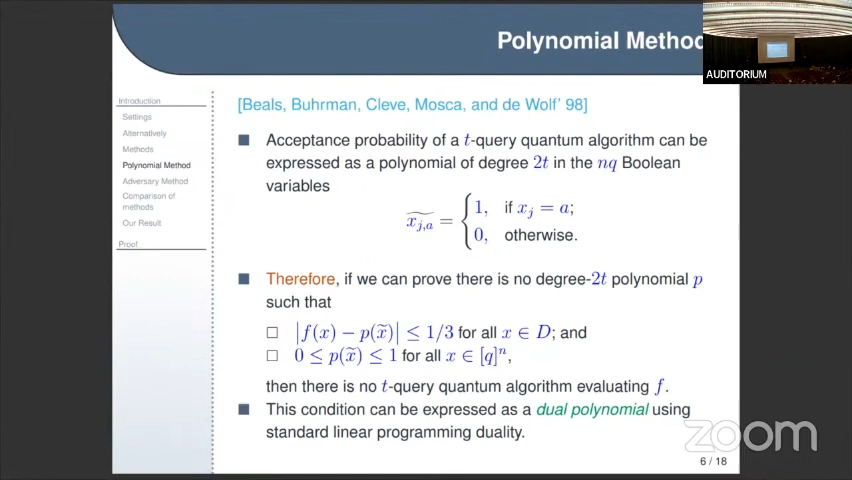 Polynomial Method
AUDITORIUM
Introduction
Settings
Alternatively
Methods
Polynomial Method
Adversary Method
Comparison of
methods
Our Result
Proof
[Beals, Buhrman, Cleve, Mosca, and de Wolf' 98]
Acceptance probability of a t-query quantum algorithm can be
expressed as a polynomial of degree 2t in the nq Boolean
variables
x̃_{j,a} = { 1, if x_j = a;
0, otherwise.
Therefore, if we can prove there is no degree-2t polynomial p
such that
|f(x) − p(x̃)| ≤ 1/3 for all x ∈ D; and
0 ≤ p(x̃) ≤ 1 for all x ∈ [q]^n,
then there is no t-query quantum algorithm evaluating f.
This condition can be expressed as a dual polynomial using
standard linear programming duality.
zoom
6 / 18